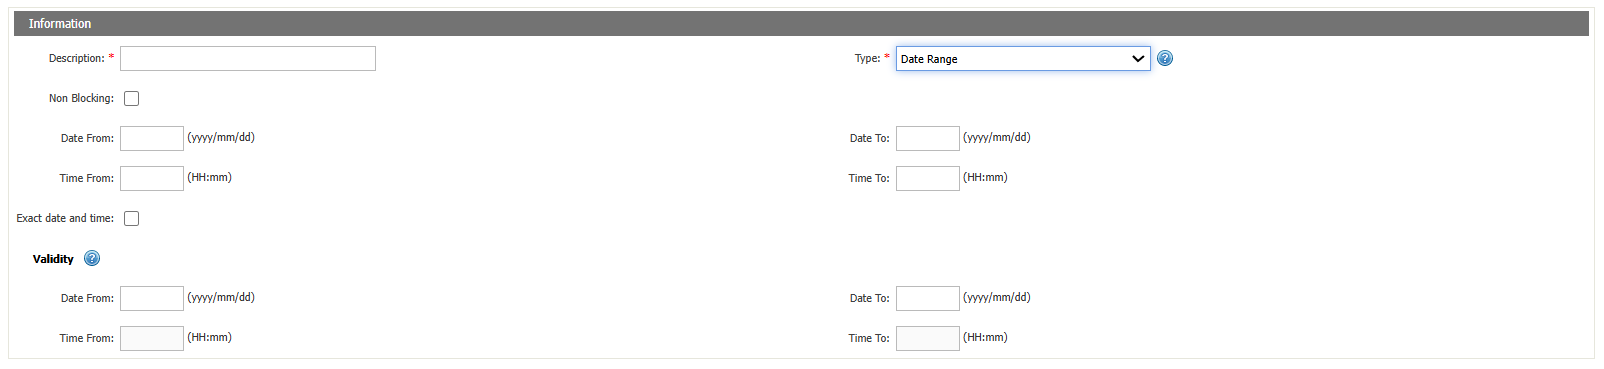 Information
Description: * Type: * Date Range ?
Non Blocking:
Date From: (yyyy/mm/dd) Date To: (yyyy/mm/dd)
Time From: (HH:mm) Time To: (HH:mm)
Exact date and time:
Validity ?
Date From: (yyyy/mm/dd) Date To: (yyyy/mm/dd)
Time From: (HH:mm) Time To: (HH:mm)